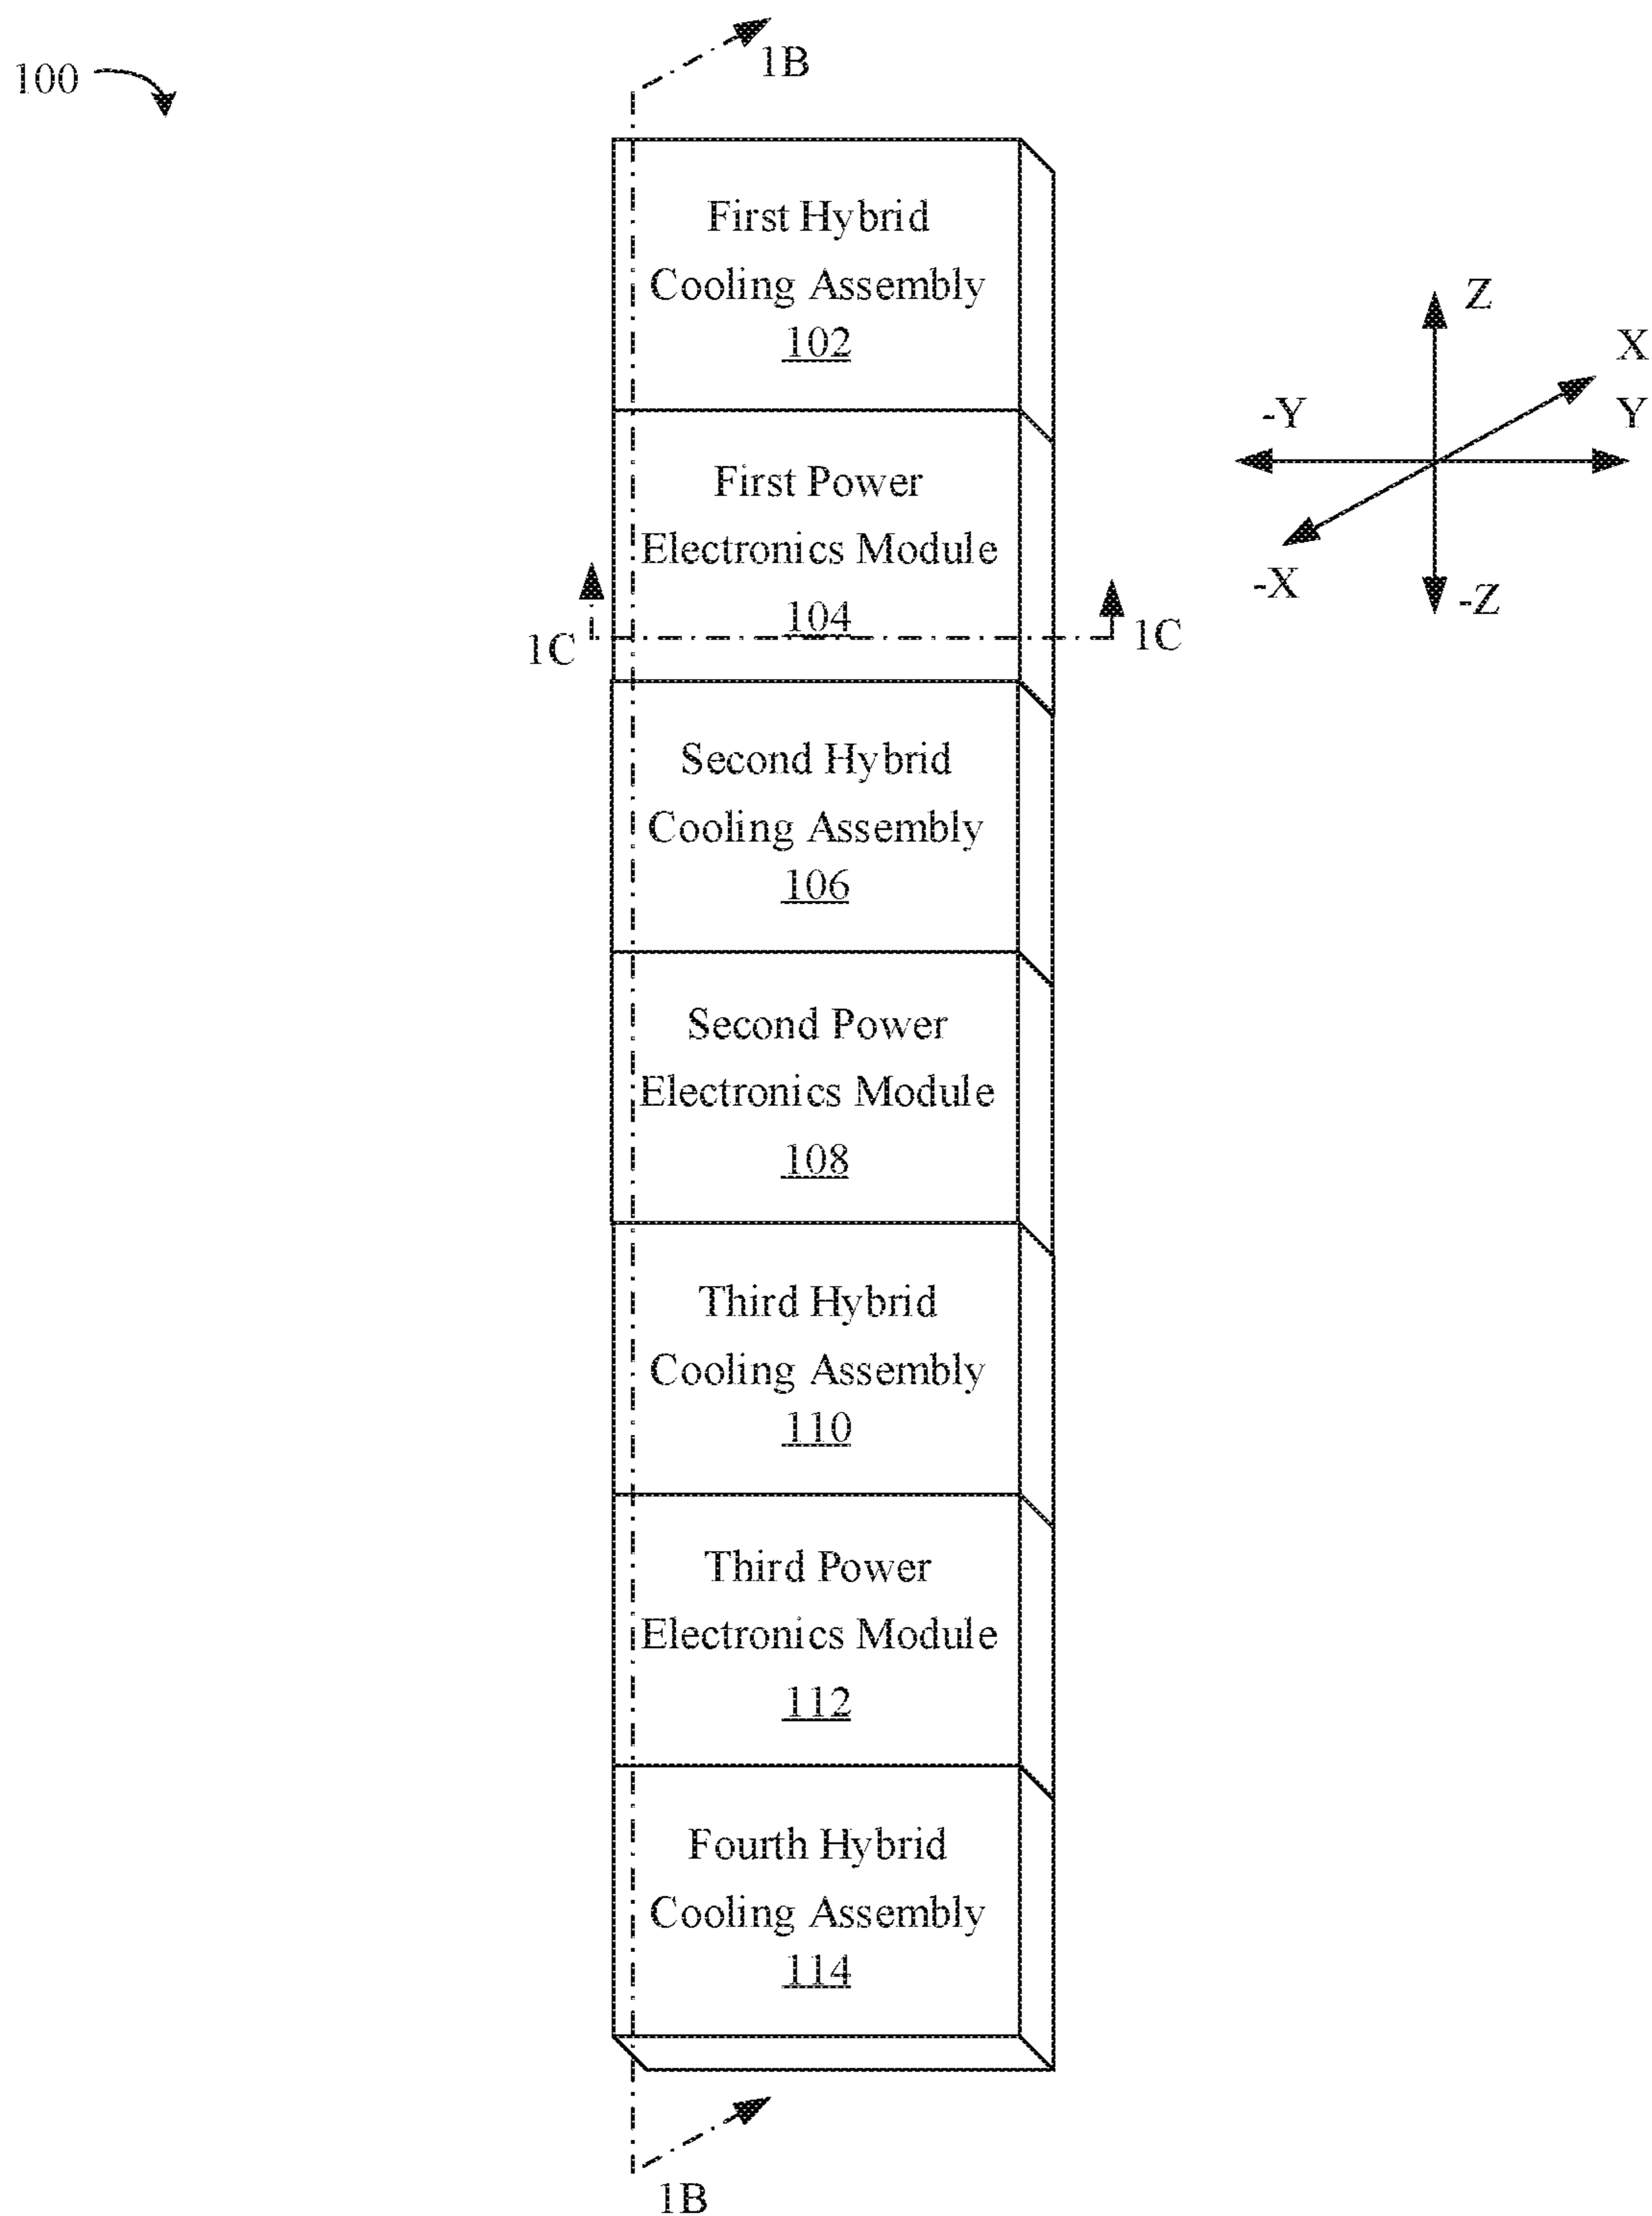 1B
100
First Hybrid
Cooling Assembly
102
Z
X
-Y
Y
First Power
Electronics Module
104
-X
-Z
1C
1C
Second Hybrid
Cooling Assembly
106
Second Power
Electronics Module
108
Third Hybrid
Cooling Assembly
110
Third Power
Electronics Module
112
Fourth Hybrid
Cooling Assembly
114
1B